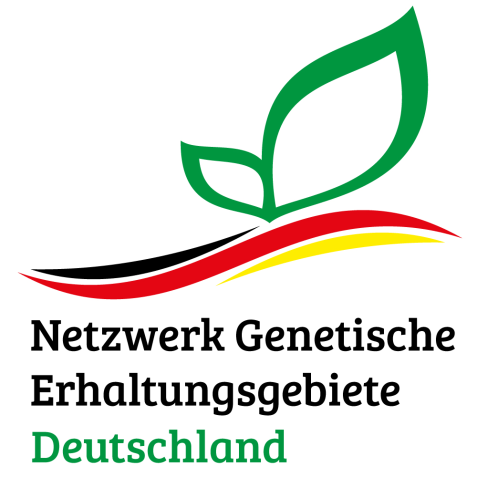 Netzwerk Genetische
Erhaltungsgebiete
Deutschland